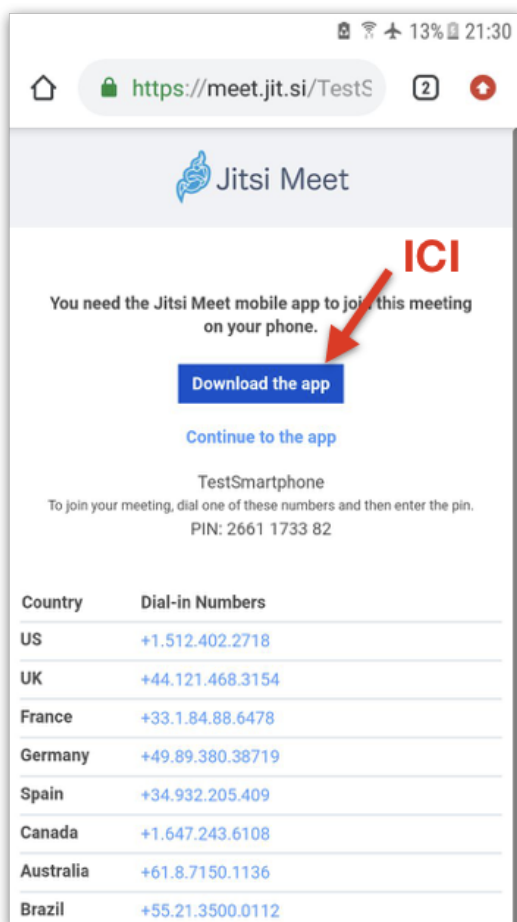 13% 21:30
https://meet.jit.si/TestS
2
Jitsi Meet
ICI
You need the Jitsi Meet mobile app to join this meeting
on your phone.
Download the app
Continue to the app
TestSmartphone
To join your meeting, dial one of these numbers and then enter the pin.
PIN: 2661 1733 82
Country Dial-in Numbers
US +1.512.402.2718
UK +44.121.468.3154
France +33.1.84.88.6478
Germany +49.89.380.38719
Spain +34.932.205.409
Canada +1.647.243.6108
Australia +61.8.7150.1136
Brazil +55.21.3500.0112